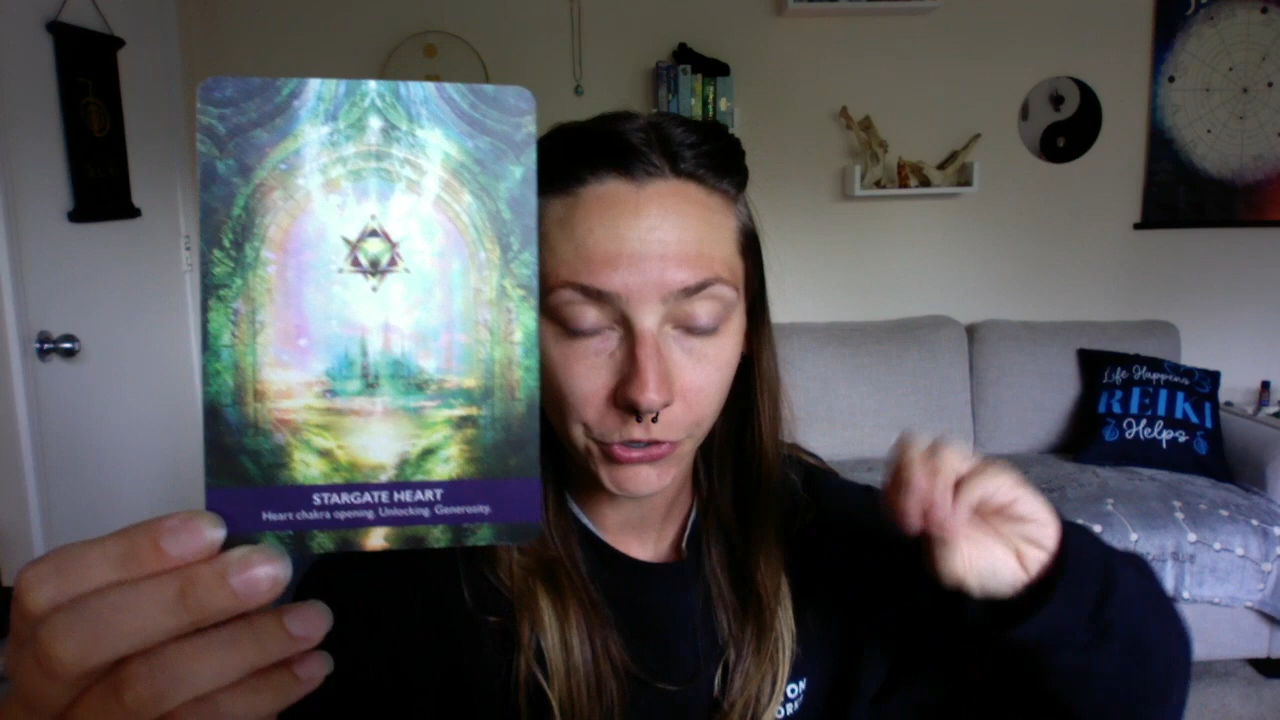 STARGATE HEART
Heart chakra opening. Unlocking. Generosity.
Life Happens
REIKI
Helps